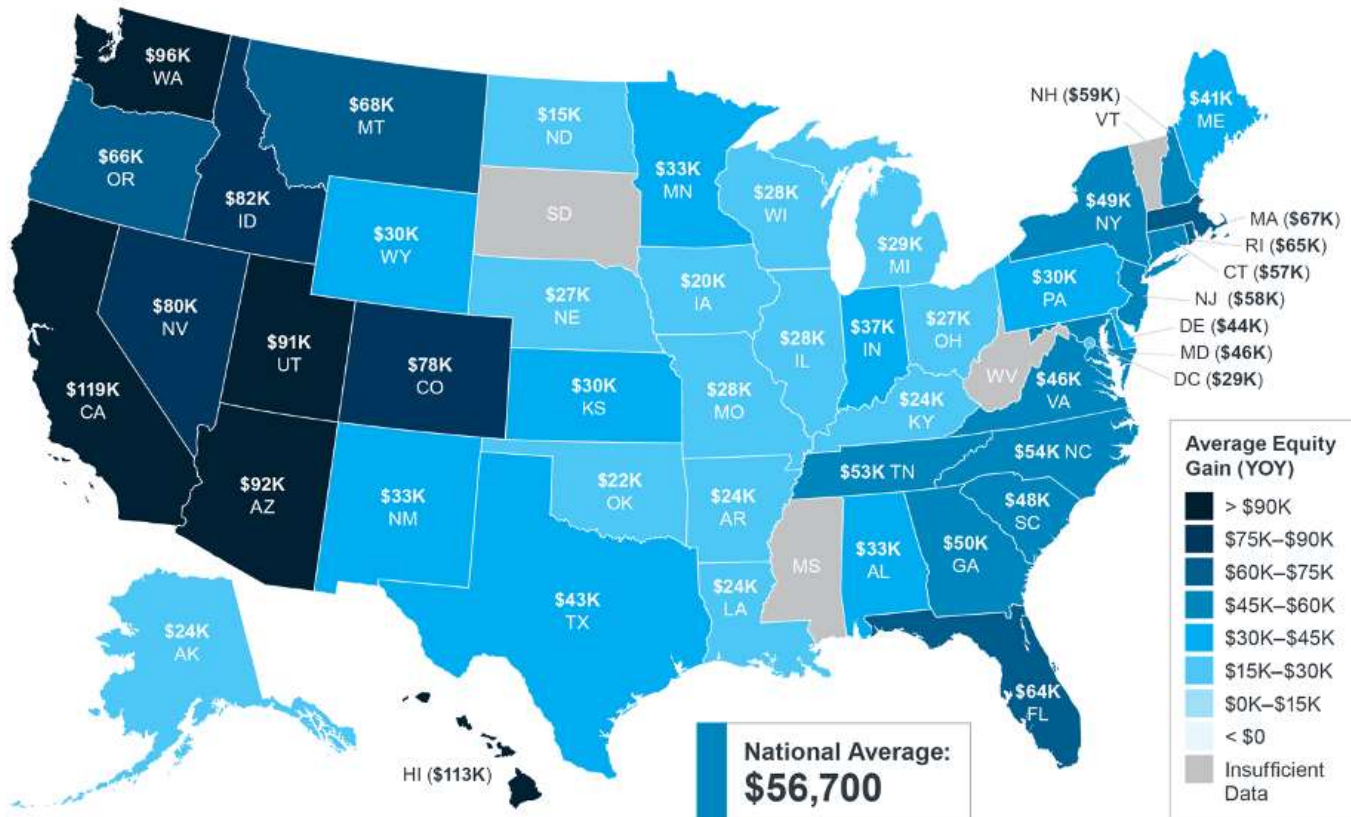 $96K
WA
$68K
MT
$15K
ND
$33K
MN
$28K
WI
$29K
MI
NH ($59K)
VT
$41K
ME
$66K
OR
$82K
ID
$30K
WY
SD
$49K
NY
MA ($67K)
RI ($65K)
CT ($57K)
NJ ($58K)
DE ($44K)
MD ($46K)
DC ($29K)
$119K
CA
$80K
NV
$91K
UT
$78K
CO
$27K
NE
$20K
IA
$28K
IL
$37K
IN
$27K
OH
$30K
PA
WV
$46K
VA
$30K
KS
$28K
MO
$24K
KY
$92K
AZ
$33K
NM
$22K
OK
$24K
AR
$53K TN
$54K NC
$48K
SC
$43K
TX
$24K
LA
MS
$33K
AL
$50K
GA
$64K
FL
$24K
AK
HI ($113K)
National Average:
$56,700
Average Equity
Gain (YOY)
> $90K
$75K–$90K
$60K–$75K
$45K–$60K
$30K–$45K
$15K–$30K
$0K–$15K
< $0
Insufficient
Data